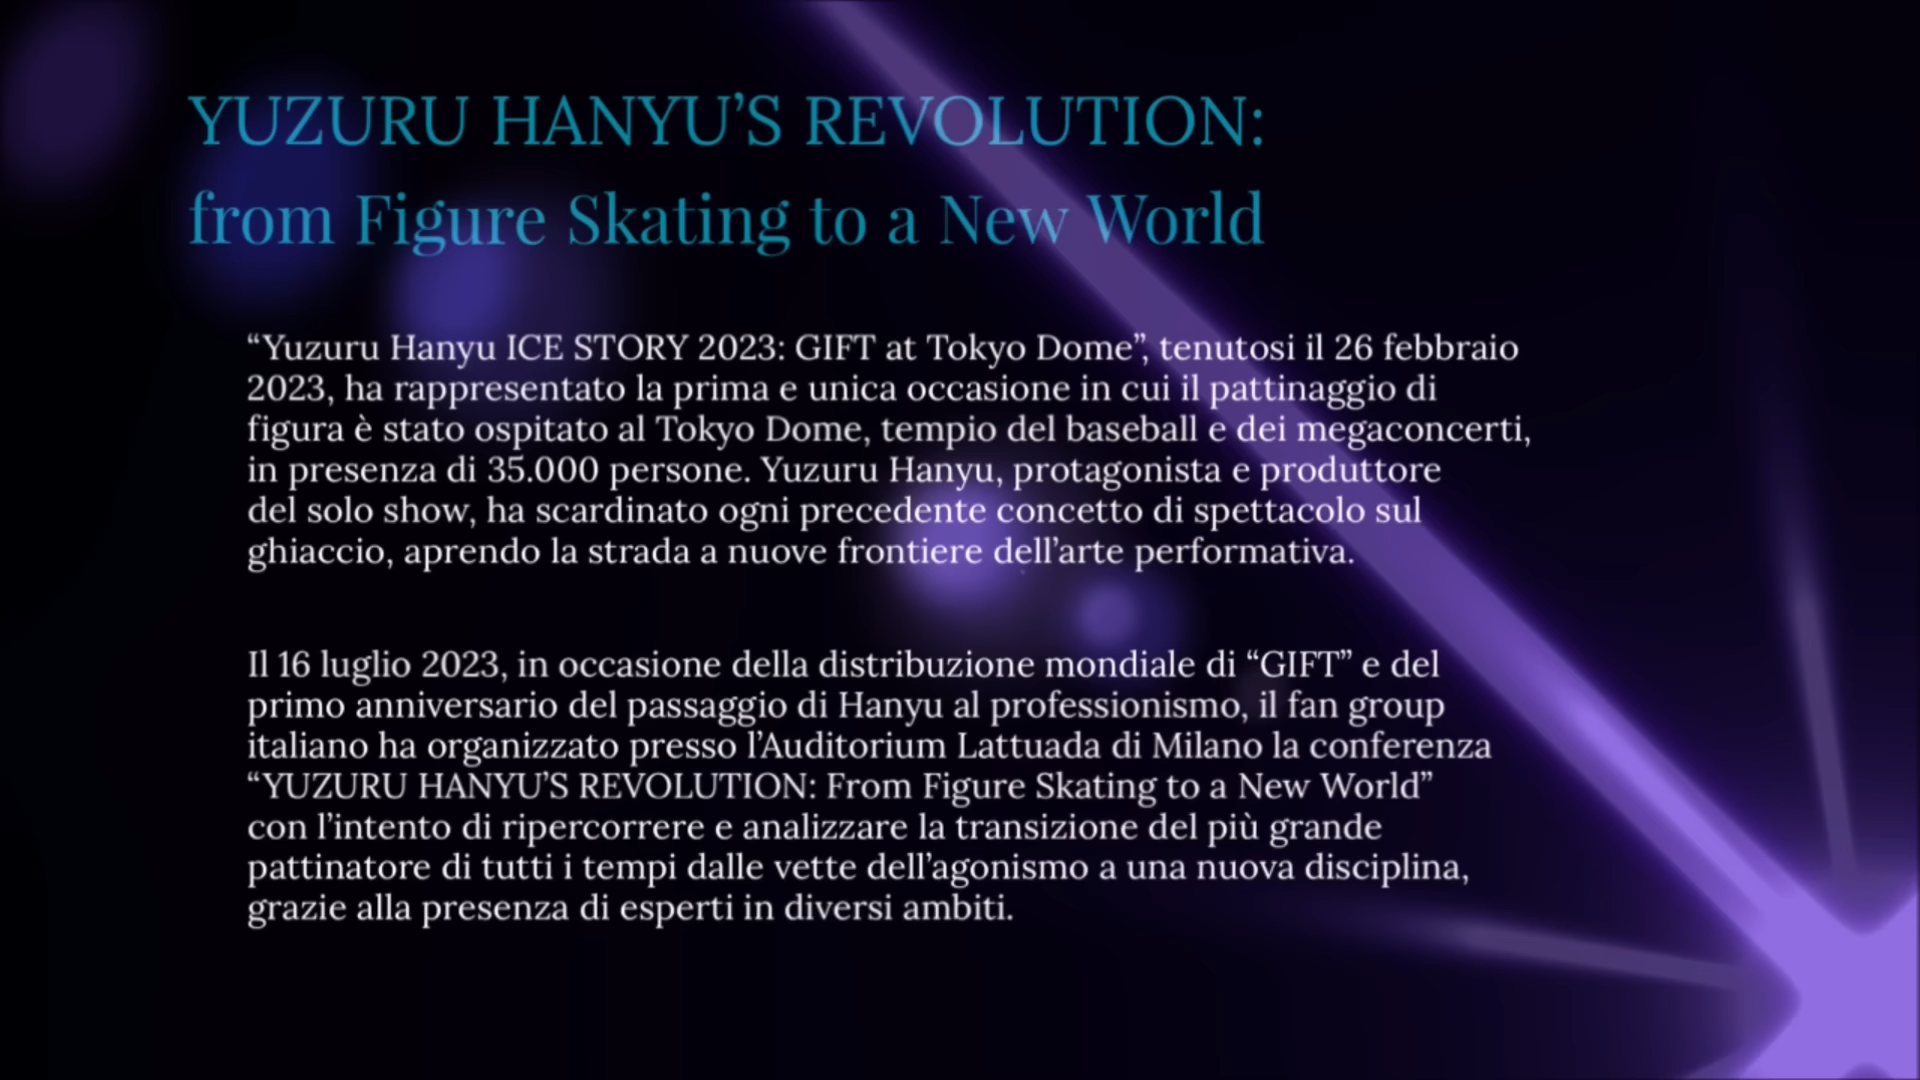 YUZURU HANYU’S REVOLUTION:
from Figure Skating to a New World
“Yuzuru Hanyu ICE STORY 2023: GIFT at Tokyo Dome”, tenutosi il 26 febbraio
2023, ha rappresentato la prima e unica occasione in cui il pattinaggio di
figura è stato ospitato al Tokyo Dome, tempio del baseball e dei megaconcerti,
in presenza di 35.000 persone. Yuzuru Hanyu, protagonista e produttore
del solo show, ha scardinato ogni precedente concetto di spettacolo sul
ghiaccio, aprendo la strada a nuove frontiere dell’arte performativa.
Il 16 luglio 2023, in occasione della distribuzione mondiale di “GIFT” e del
primo anniversario del passaggio di Hanyu al professionismo, il fan group
italiano ha organizzato presso l’Auditorium Lattuada di Milano la conferenza
“YUZURU HANYU’S REVOLUTION: From Figure Skating to a New World”
con l’intento di ripercorrere e analizzare la transizione del più grande
pattinatore di tutti i tempi dalle vette dell’agonismo a una nuova disciplina,
grazie alla presenza di esperti in diversi ambiti.